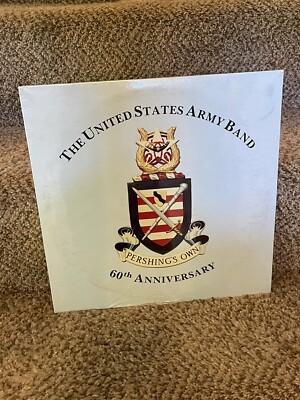 THE UNITED STATES ARMY BAND
PERSHING'S OWN
60th ANNIVERSARY